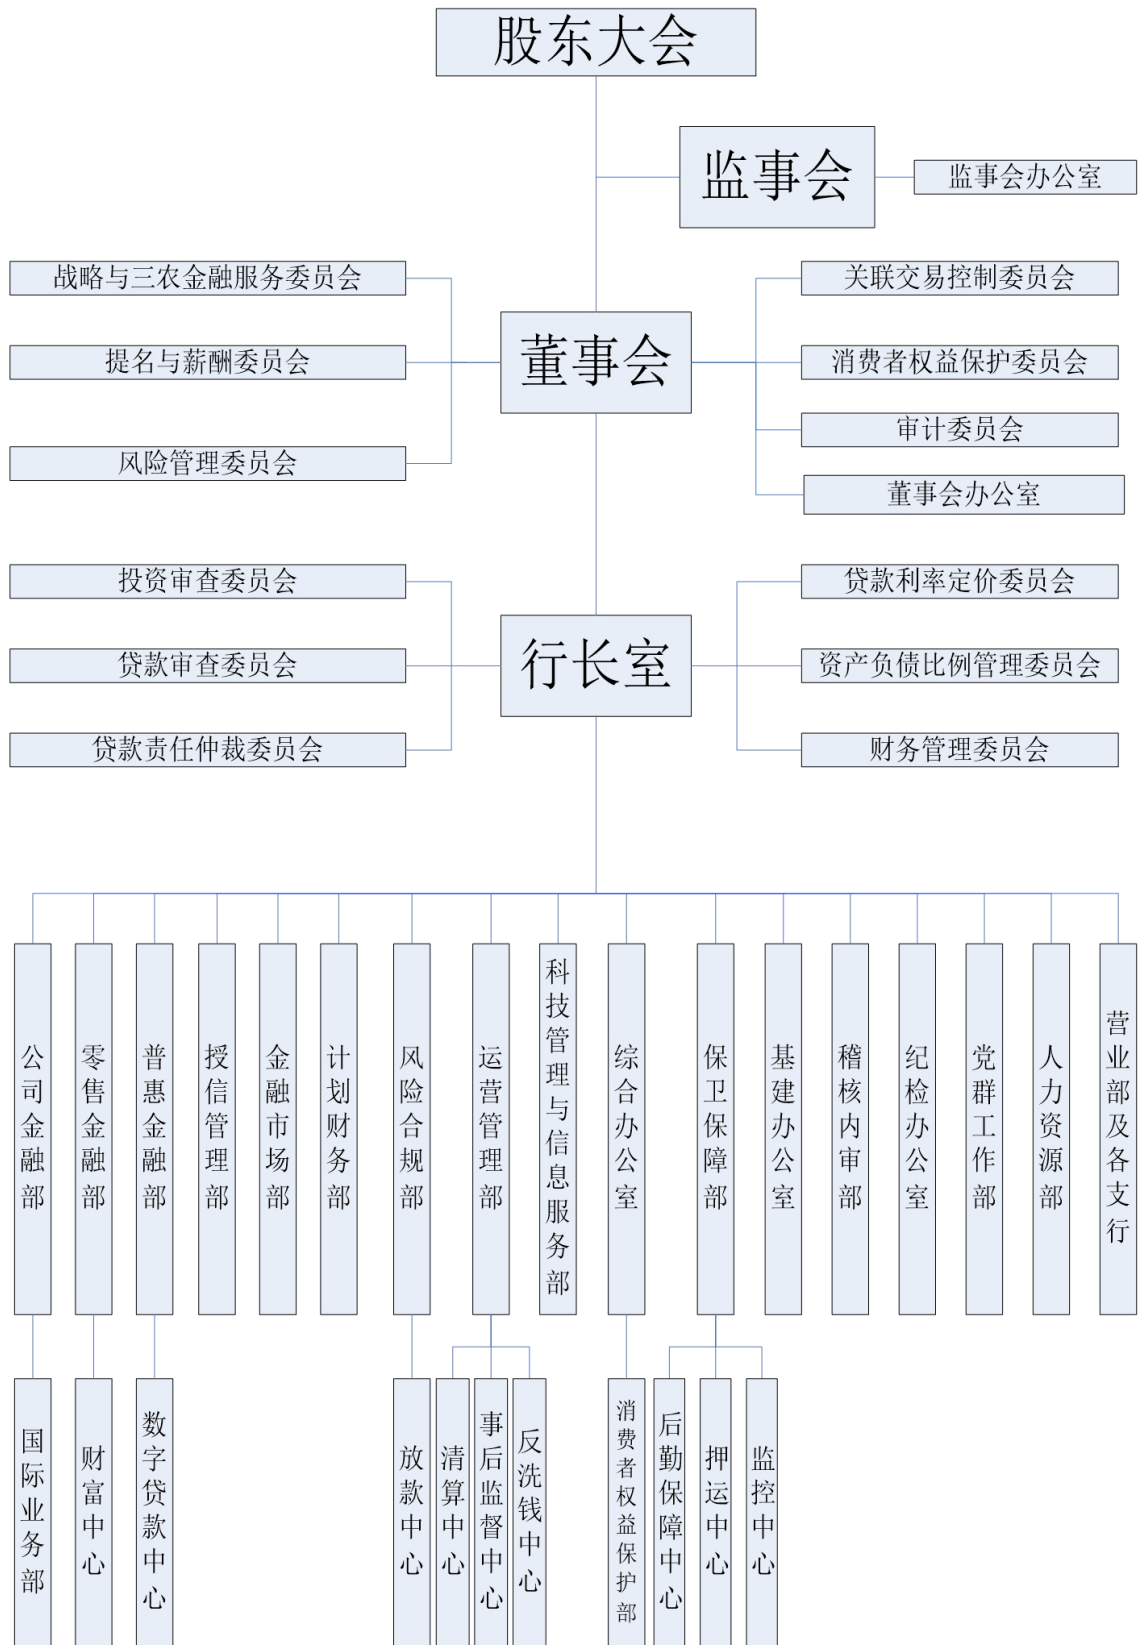 股东大会
监事会
监事会办公室
战略与三农金融服务委员会
关联交易控制委员会
董事会
提名与薪酬委员会
消费者权益保护委员会
审计委员会
风险管理委员会
董事会办公室
投资审查委员会
贷款利率定价委员会
行长室
贷款审查委员会
资产负债比例管理委员会
贷款责任仲裁委员会
财务管理委员会
公司金融部
零售金融部
普惠金融部
授信管理部
金融市场部
计划财务部
风险合规部
运营管理部
科技管理与信息服务部
综合办公室
保卫保障部
基建办公室
稽核内审部
纪检办公室
党群工作部
人力资源部
营业部及各支行
国际业务部
财富中心
数字贷款中心
放款中心
清算中心
事后监督中心
反洗钱中心
消费者权益保护部
后勤保障中心
押运中心
监控中心